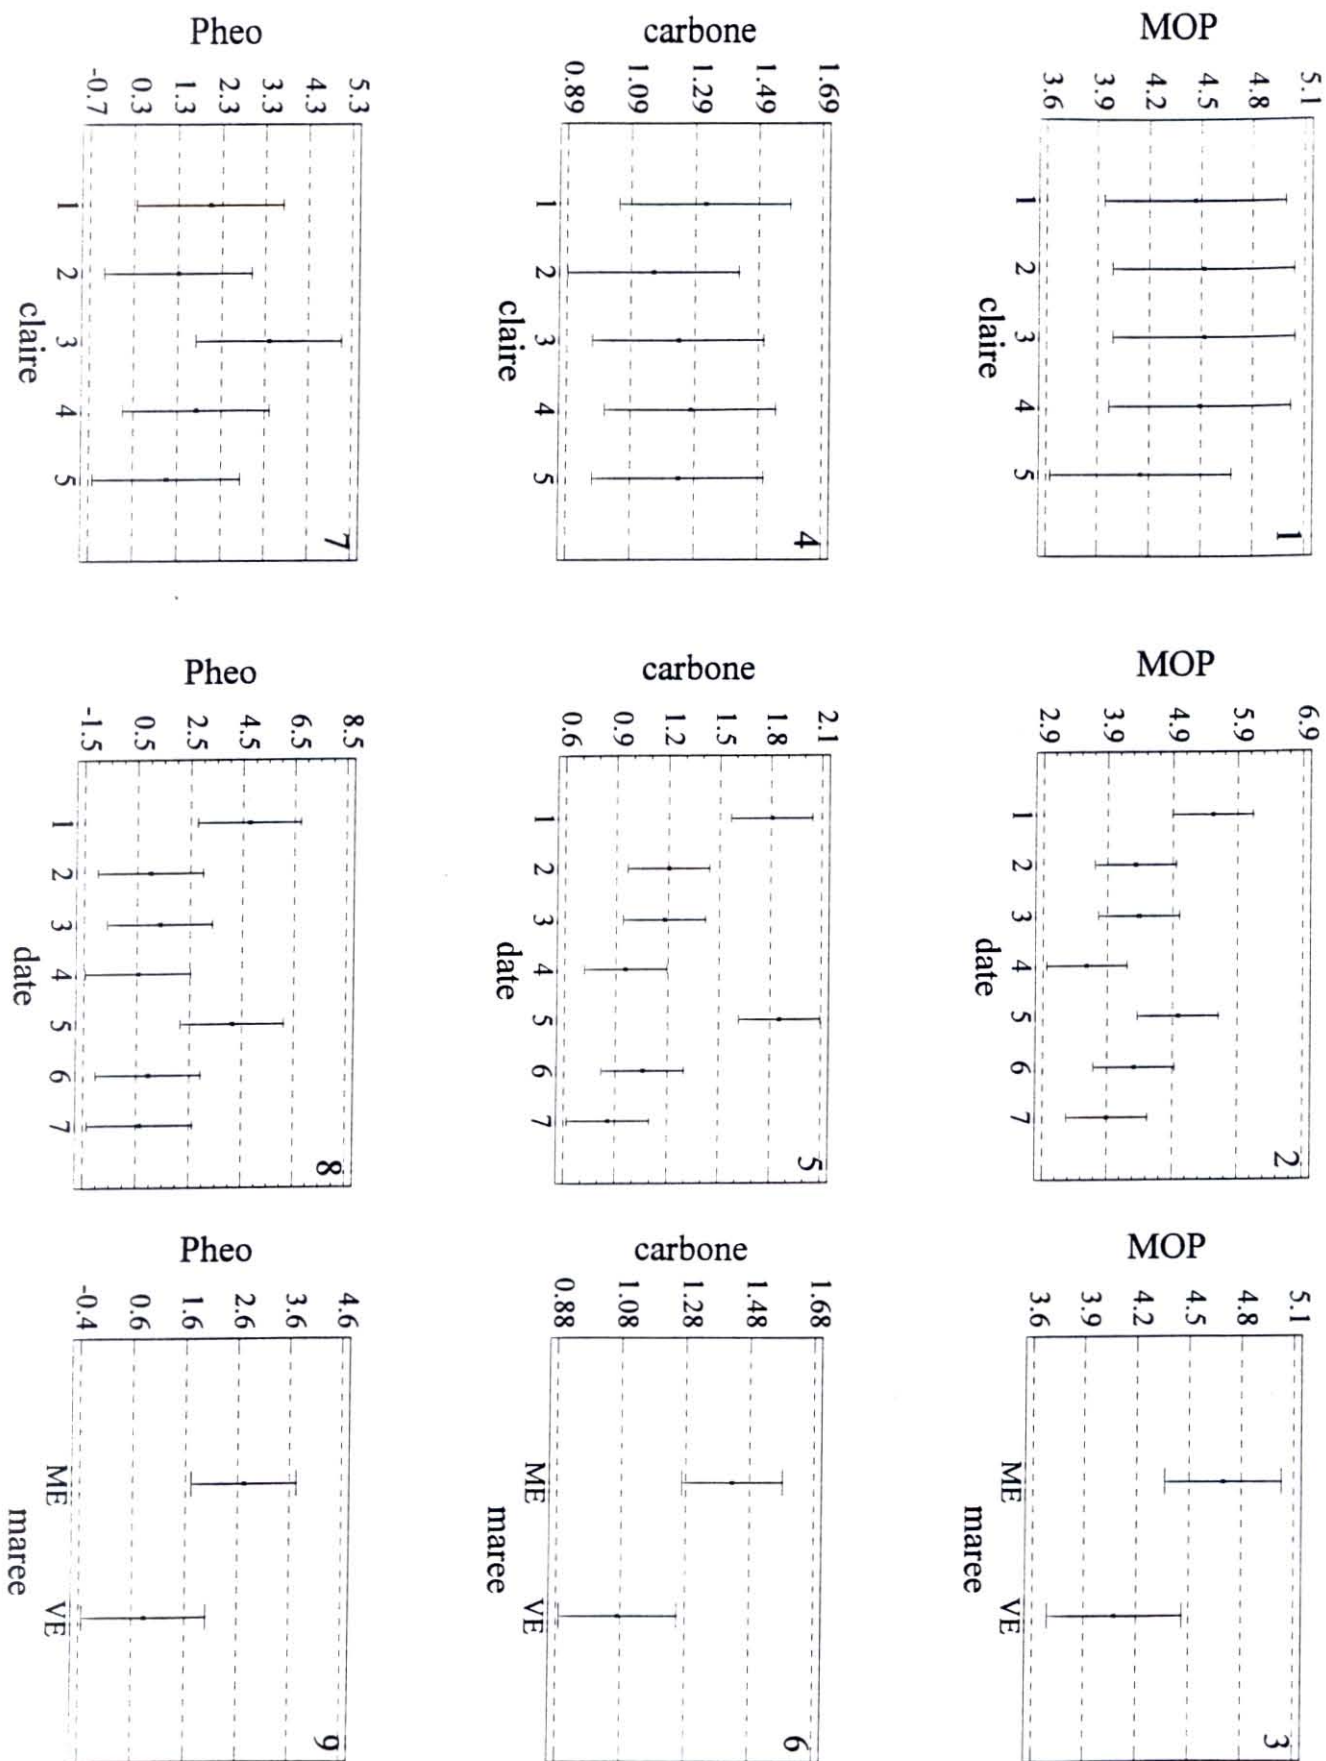 MOP
5.1
4.8
4.5
4.2
3.9
3.6
1 2 3 4 5
claire
1
MOP
6.9
5.9
4.9
3.9
2.9
1 2 3 4 5 6 7
date
2
MOP
5.1
4.8
4.5
4.2
3.9
3.6
ME VE
maree
3
carbone
1.69
1.49
1.29
1.09
0.89
1 2 3 4 5
claire
4
carbone
2.1
1.8
1.5
1.2
0.9
0.6
1 2 3 4 5 6 7
date
5
carbone
1.68
1.48
1.28
1.08
0.88
ME VE
maree
6
Pheo
5.3
4.3
3.3
2.3
1.3
0.3
-0.7
1 2 3 4 5
claire
7
Pheo
8.5
6.5
4.5
2.5
0.5
-1.5
1 2 3 4 5 6 7
date
8
Pheo
4.6
3.6
2.6
1.6
0.6
-0.4
ME VE
maree
9